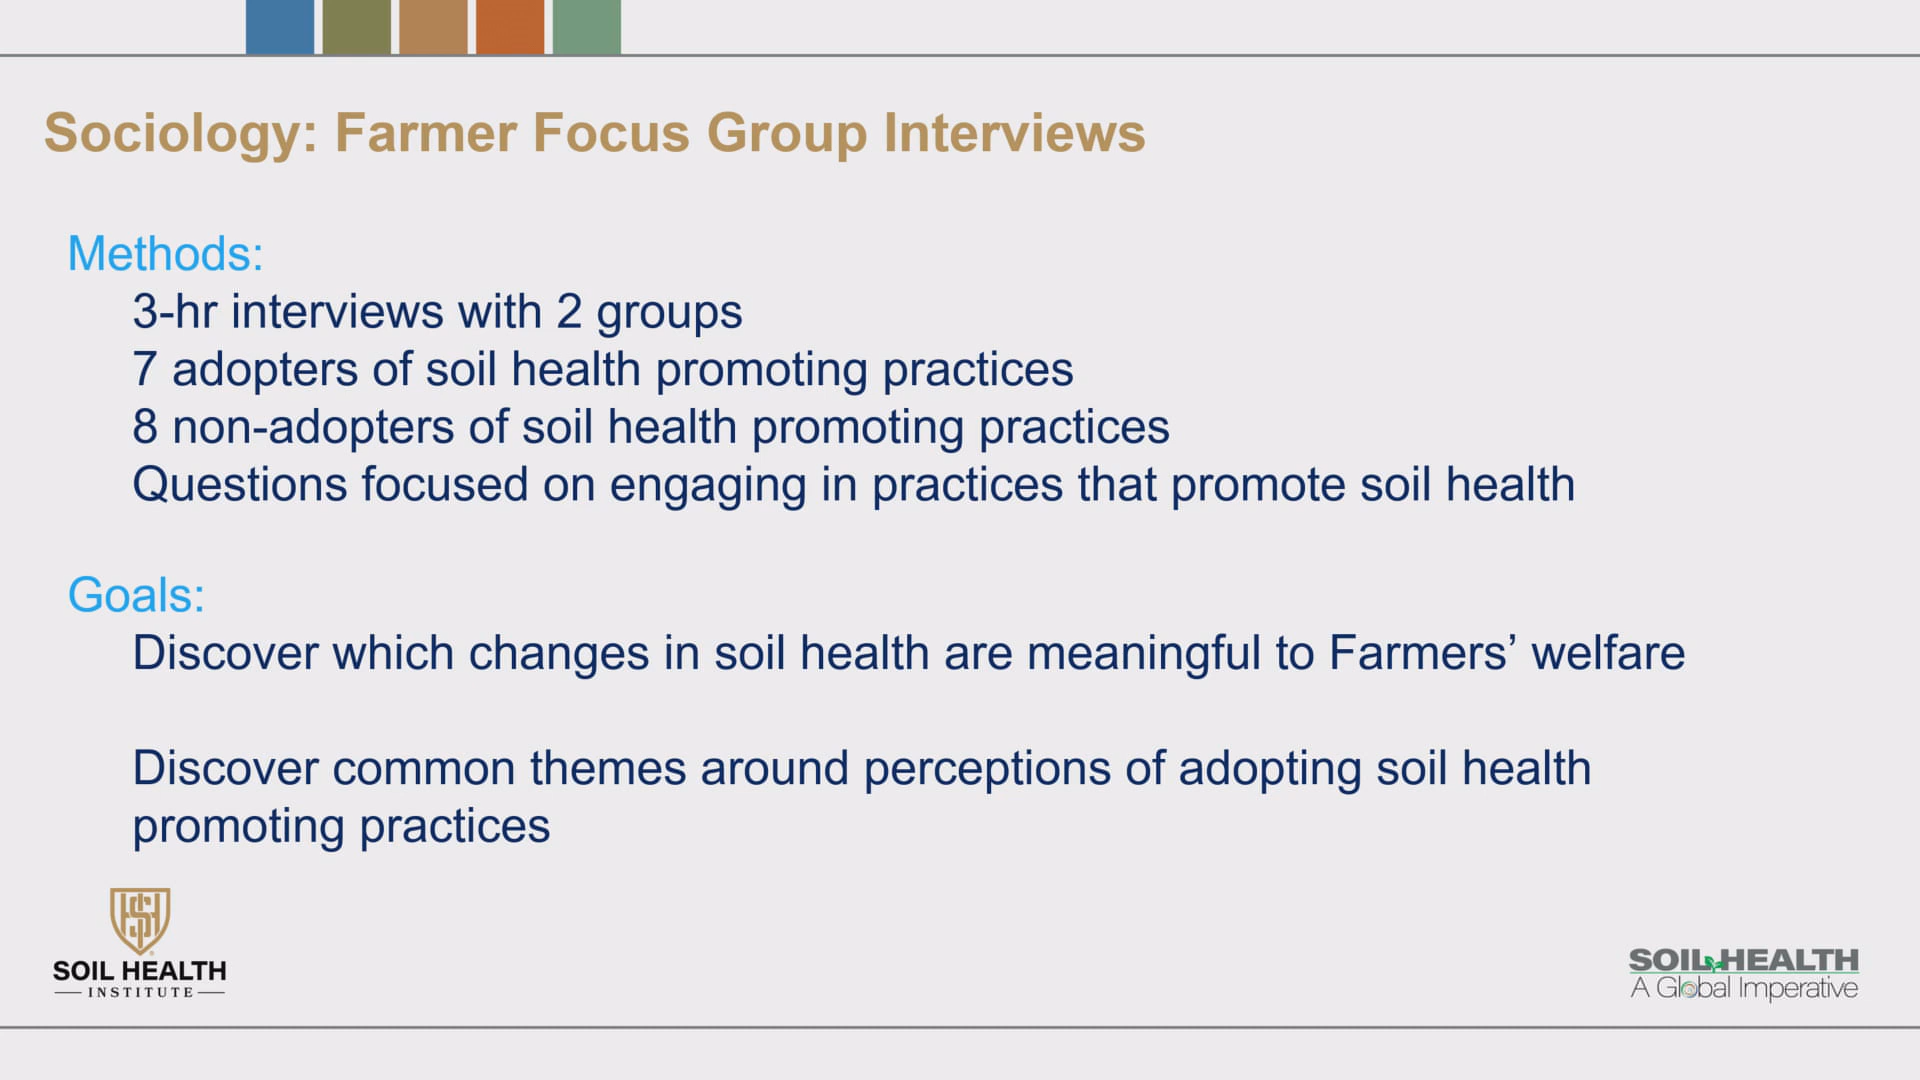 Sociology: Farmer Focus Group Interviews
Methods:
3-hr interviews with 2 groups
7 adopters of soil health promoting practices
8 non-adopters of soil health promoting practices
Questions focused on engaging in practices that promote soil health
Goals:
Discover which changes in soil health are meaningful to Farmers’ welfare
Discover common themes around perceptions of adopting soil health
promoting practices
SOIL HEALTH
INSTITUTE
SOIL HEALTH
A Global Imperative